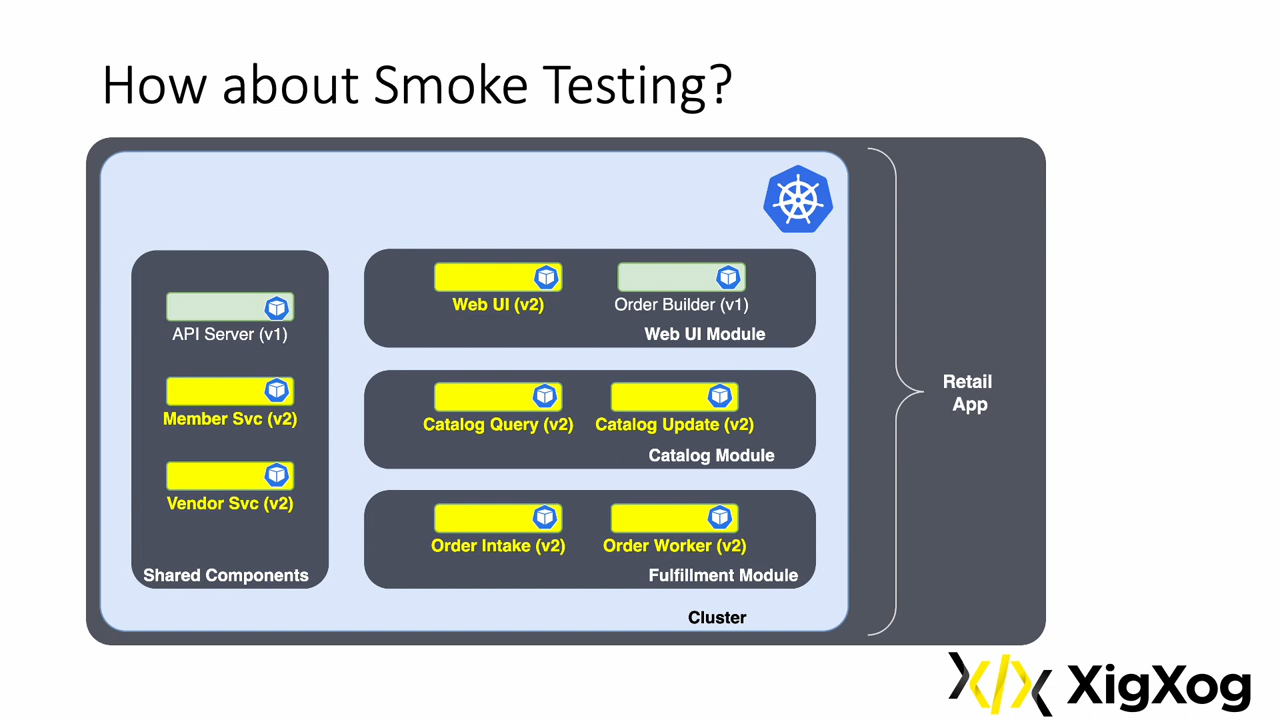 How about Smoke Testing?
API Server (v1)
Member Svc (v2)
Vendor Svc (v2)
Shared Components
Web UI (v2)
Order Builder (v1)
Web UI Module
Catalog Query (v2)
Catalog Update (v2)
Catalog Module
Order Intake (v2)
Order Worker (v2)
Fulfillment Module
Cluster
Retail
App
XigXog